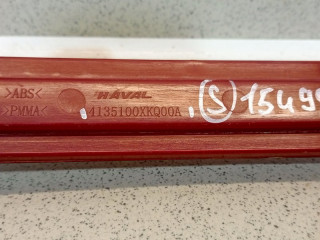 >ABS< HAVAL
>PMMA< 4135100XKQ00A
(S) 1549